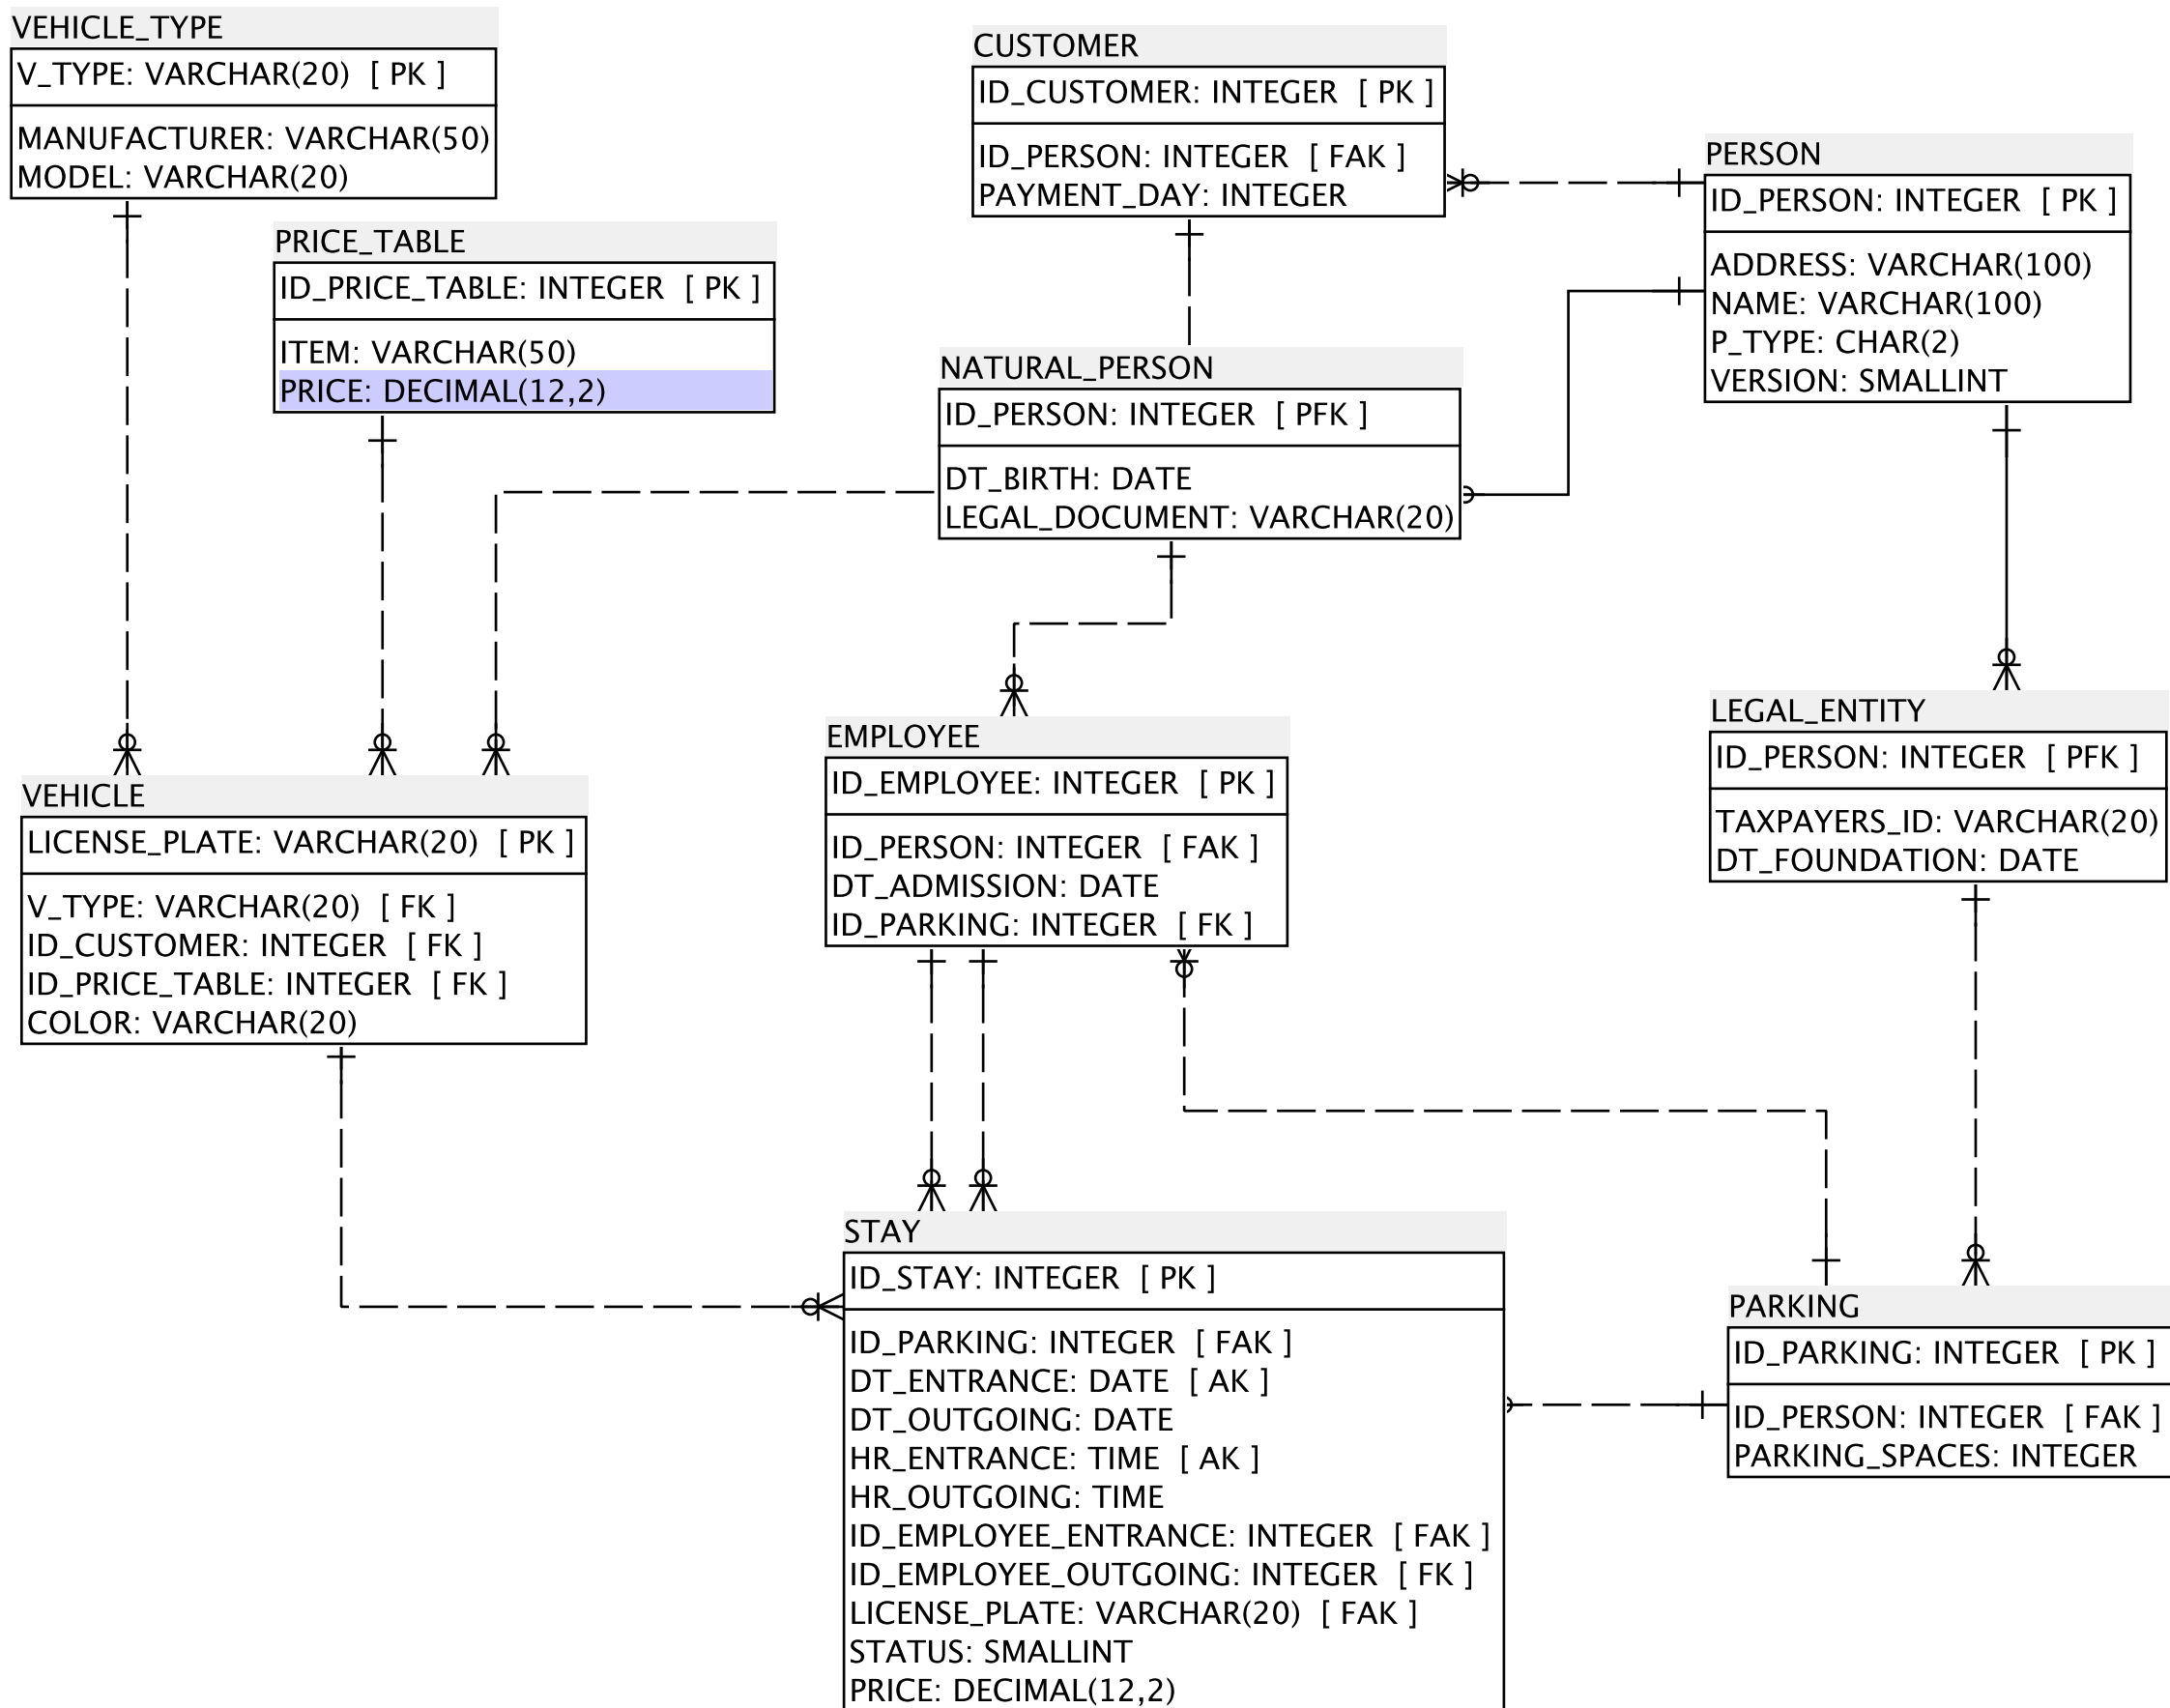 VEHICLE_TYPE
V_TYPE: VARCHAR(20)  [ PK ]
MANUFACTURER: VARCHAR(50)
MODEL: VARCHAR(20)
CUSTOMER
ID_CUSTOMER: INTEGER  [ PK ]
ID_PERSON: INTEGER  [ FAK ]
PAYMENT_DAY: INTEGER
PERSON
ID_PERSON: INTEGER  [ PK ]
ADDRESS: VARCHAR(100)
NAME: VARCHAR(100)
P_TYPE: CHAR(2)
VERSION: SMALLINT
PRICE_TABLE
ID_PRICE_TABLE: INTEGER  [ PK ]
ITEM: VARCHAR(50)
PRICE: DECIMAL(12,2)
NATURAL_PERSON
ID_PERSON: INTEGER  [ PFK ]
DT_BIRTH: DATE
LEGAL_DOCUMENT: VARCHAR(20)
LEGAL_ENTITY
ID_PERSON: INTEGER  [ PFK ]
TAXPAYERS_ID: VARCHAR(20)
DT_FOUNDATION: DATE
EMPLOYEE
ID_EMPLOYEE: INTEGER  [ PK ]
ID_PERSON: INTEGER  [ FAK ]
DT_ADMISSION: DATE
ID_PARKING: INTEGER  [ FK ]
VEHICLE
LICENSE_PLATE: VARCHAR(20)  [ PK ]
V_TYPE: VARCHAR(20)  [ FK ]
ID_CUSTOMER: INTEGER  [ FK ]
ID_PRICE_TABLE: INTEGER  [ FK ]
COLOR: VARCHAR(20)
STAY
ID_STAY: INTEGER  [ PK ]
ID_PARKING: INTEGER  [ FAK ]
DT_ENTRANCE: DATE  [ AK ]
DT_OUTGOING: DATE
HR_ENTRANCE: TIME  [ AK ]
HR_OUTGOING: TIME
ID_EMPLOYEE_ENTRANCE: INTEGER  [ FAK ]
ID_EMPLOYEE_OUTGOING: INTEGER  [ FK ]
LICENSE_PLATE: VARCHAR(20)  [ FAK ]
STATUS: SMALLINT
PRICE: DECIMAL(12,2)
PARKING
ID_PARKING: INTEGER  [ PK ]
ID_PERSON: INTEGER  [ FAK ]
PARKING_SPACES: INTEGER